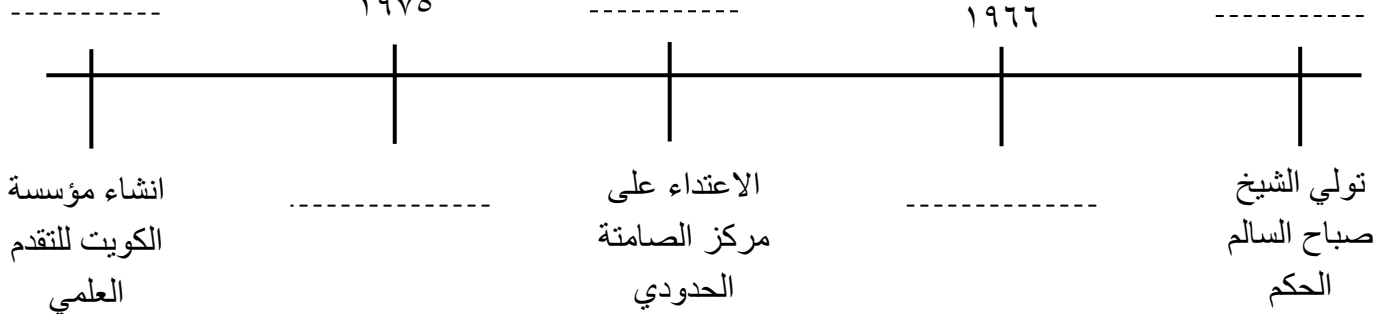 ١٩٦٦
١٩٧٥
تولي الشيخ
صباح السالم
الحكم
الاعتداء على
مركز الصامتة
الحدودي
انشاء مؤسسة
الكويت للتقدم
العلمي